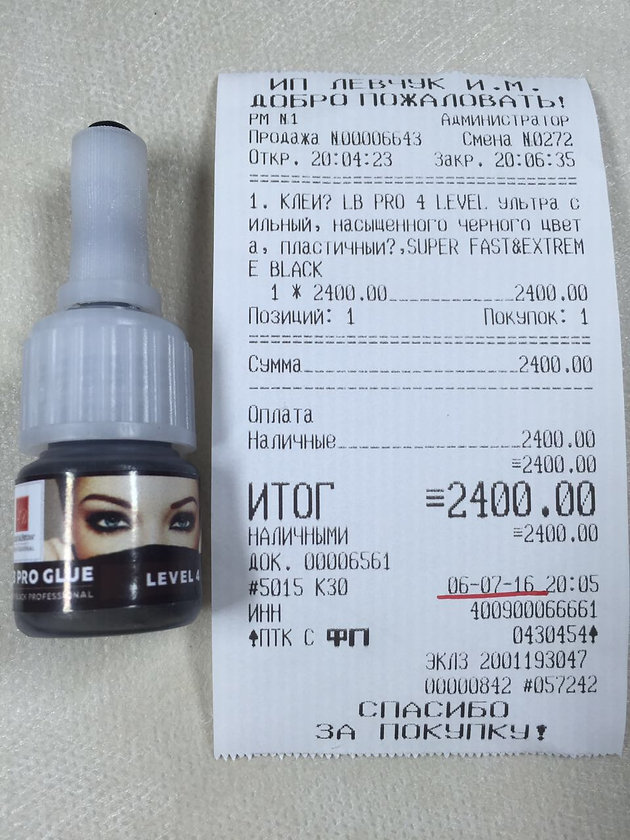 B PRO GLUE
LEVEL 4
BLACK PROFESSIONAL
ИП ЛЕВЧУК И.М.
ДОБРО ПОЖАЛОВАТЬ!
РМ N.1 Администратор
Продажа N00006643 Смена N0272
Откр. 20:04:23 Закр. 20:06:35
1. КЛЕИ? LB PRO 4 LEVEL ультра с
ильный, насыщенного черного цвет
а, пластичный?,SUPER FAST&EXTREM
E BLACK
1 * 2400.00 2400.00
Позиций: 1 Покупок: 1
Сумма 2400.00
Оплата
Наличные 2400.00
≡2400.00
ИТОГ ≡2400.00
НАЛИЧНЫМИ ≡2400.00
ДОК. 00006561
#5015 К30 06-07-16 20:05
ИНН 400900066661
ПТК С ФП 0430454
ЭКЛЗ 2001193047
00000842 #057242
СПАСИБО
ЗА ПОКУПКУ!